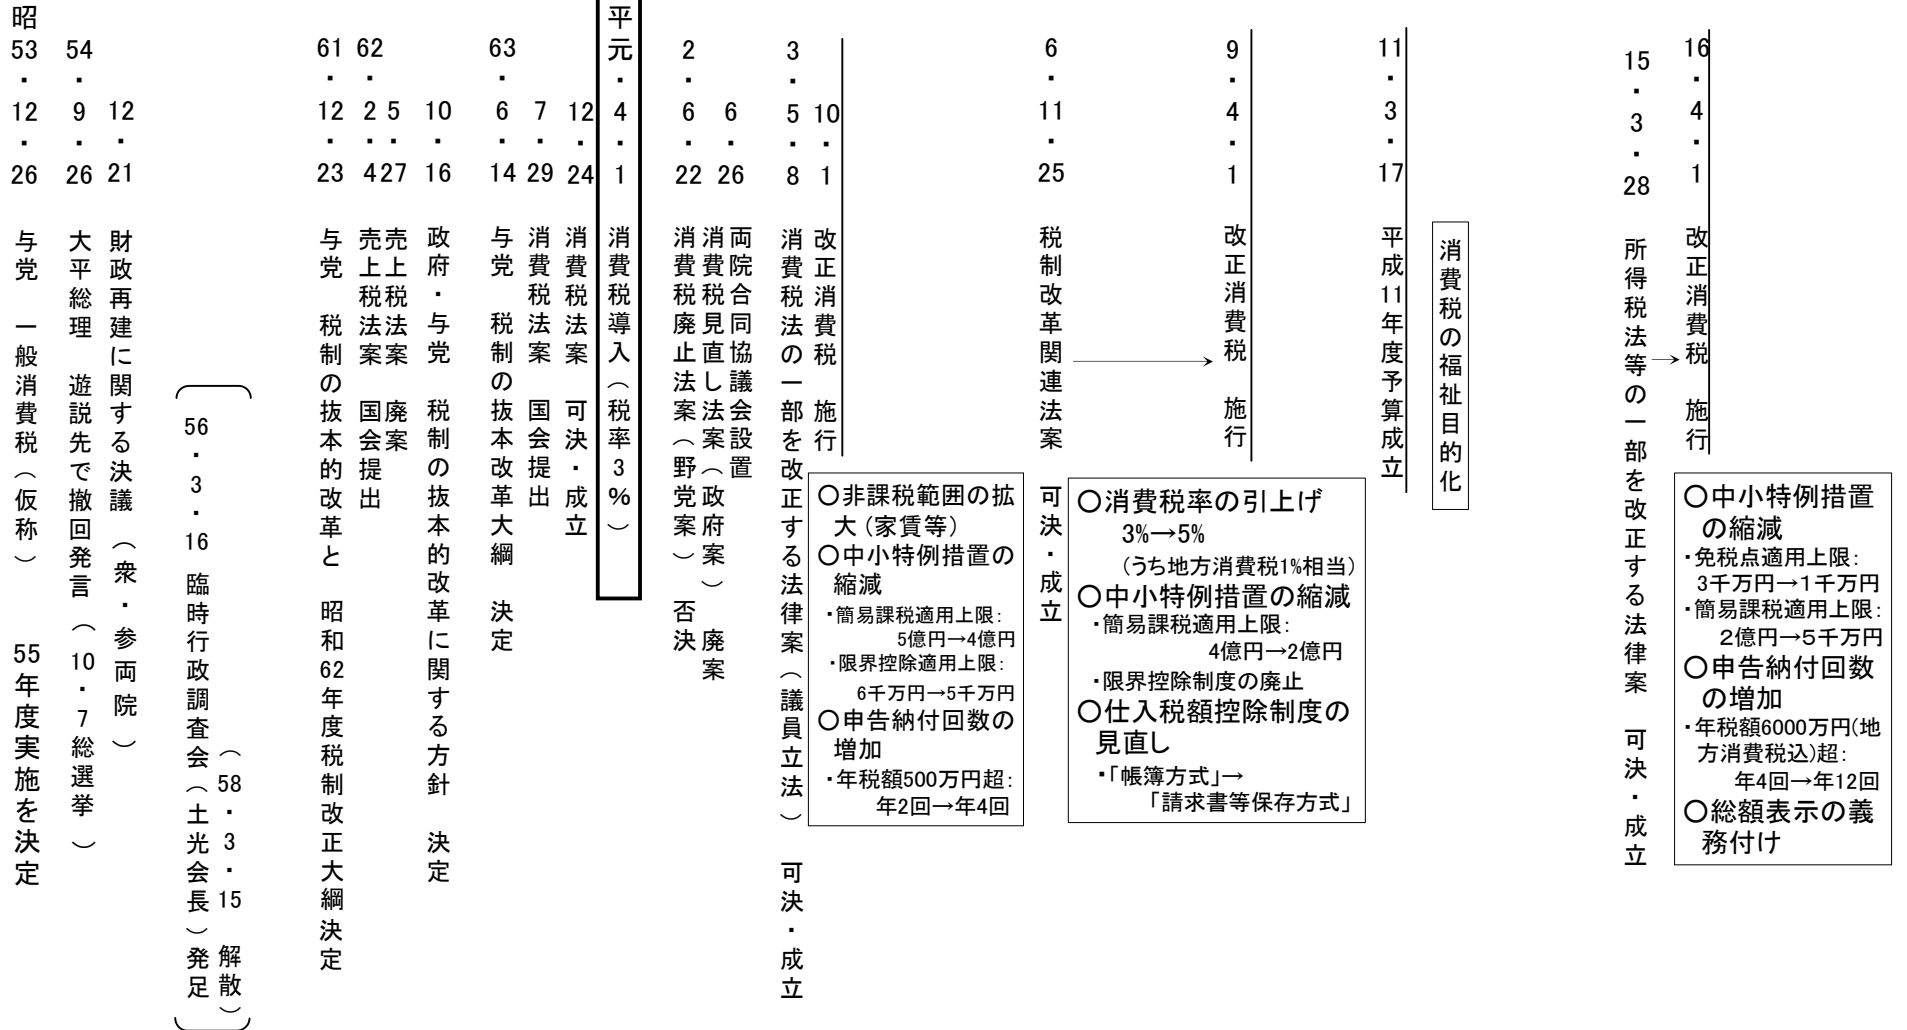 昭53・12・26 与党 一般消費税(仮称) 55年度実施を決定
54・9・26 大平総理 遊説先で撤回発言(10・7総選挙)
12・21 財政再建に関する決議(衆・参両院)
56・3・16 臨時行政調査会(土光会長)発足
(58・3・15 解散)
61・12・23 与党 税制の抜本的改革と 昭和62年度税制改正大綱決定
62・2・4 売上税法案 国会提出
5・27 売上税法案 廃案
10・16 政府・与党 税制の抜本的改革に関する方針 決定
63・6・14 与党 税制の抜本改革大綱 決定
7・29 消費税法案 国会提出
12・24 消費税法案 可決・成立
平元・4・1 消費税導入(税率3%)
2・6・22 消費税廃止法案(野党案)否決
消費税見直し法案(政府案) 廃案
6・26 両院合同協議会設置
3・5・8 消費税法の一部を改正する法律案(議員立法) 可決・成立
10・1 改正消費税 施行
〇非課税範囲の拡
大(家賃等)
〇中小特例措置の
縮減
・簡易課税適用上限:
5億円→4億円
・限界控除適用上限:
6千万円→5千万円
〇申告納付回数の
増加
・年税額500万円超:
年2回→年4回
6・11・25 税制改革関連法案 可決・成立
→
9・4・1 改正消費税 施行
〇消費税率の引上げ
3%→5%
(うち地方消費税1%相当)
〇中小特例措置の縮減
・簡易課税適用上限:
4億円→2億円
・限界控除制度の廃止
〇仕入税額控除制度の
見直し
・「帳簿方式」→
「請求書等保存方式」
11・3・17 平成11年度予算成立
消費税の福祉目的化
15・3・28 所得税法等の一部を改正する法律案 可決・成立
→
16・4・1 改正消費税 施行
〇中小特例措置
の縮減
・免税点適用上限:
3千万円→1千万円
・簡易課税適用上限:
2億円→5千万円
〇申告納付回数
の増加
・年税額6000万円(地
方消費税込)超:
年4回→年12回
〇総額表示の義
務付け